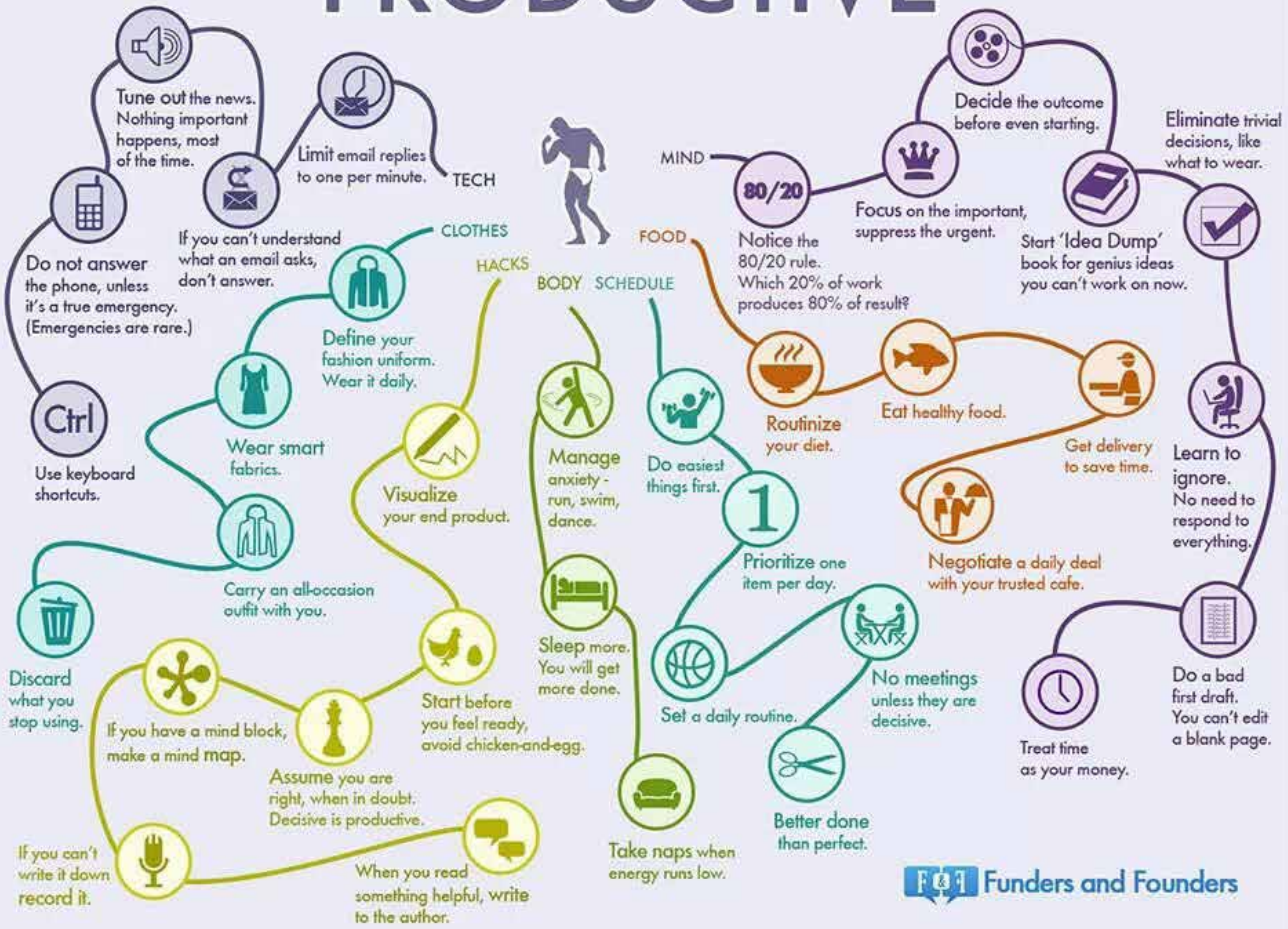 PRODUCTIVE
TECH
Limit email replies
to one per minute.
If you can't understand
what an email asks,
don't answer.
Tune out the news.
Nothing important
happens, most
of the time.
Do not answer
the phone, unless
it's a true emergency.
(Emergencies are rare.)
Ctrl
Use keyboard
shortcuts.
CLOTHES
Define your
fashion uniform.
Wear it daily.
Wear smart
fabrics.
Carry an all-occasion
outfit with you.
Discard
what you
stop using.
HACKS
Visualize
your end product.
Start before
you feel ready,
avoid chicken-and-egg.
Assume you are
right, when in doubt.
Decisive is productive.
If you have a mind block,
make a mind map.
If you can't
write it down
record it.
When you read
something helpful, write
to the author.
BODY
Manage
anxiety -
run, swim,
dance.
Sleep more.
You will get
more done.
Take naps when
energy runs low.
SCHEDULE
Do easiest
things first.
1
Prioritize one
item per day.
Set a daily routine.
No meetings
unless they are
decisive.
Better done
than perfect.
FOOD
Routinize
your diet.
Eat healthy food.
Get delivery
to save time.
Negotiate a daily deal
with your trusted cafe.
MIND
80/20
Notice the
80/20 rule.
Which 20% of work
produces 80% of result?
Focus on the important,
suppress the urgent.
Decide the outcome
before even starting.
Start 'Idea Dump'
book for genius ideas
you can't work on now.
Eliminate trivial
decisions, like
what to wear.
Learn to
ignore.
No need to
respond to
everything.
Do a bad
first draft.
You can't edit
a blank page.
Treat time
as your money.
F&F Funders and Founders